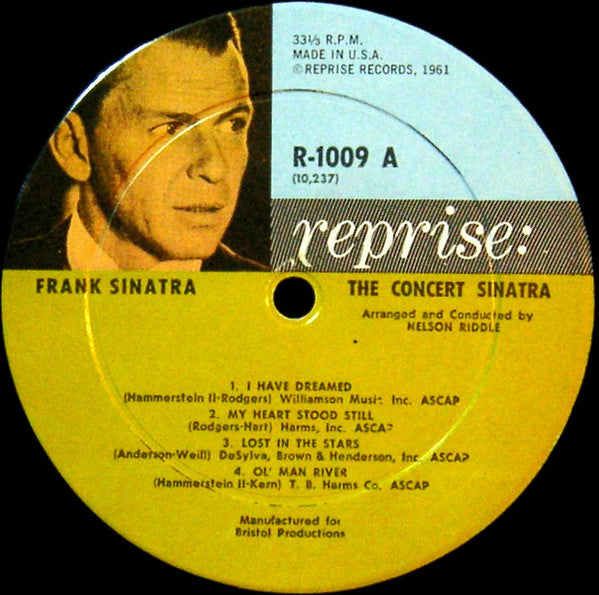 33⅓ R.P.M.
MADE IN U.S.A.
©REPRISE RECORDS, 1961
R-1009 A
(10,237)
reprise:
FRANK SINATRA
THE CONCERT SINATRA
Arranged and Conducted by
NELSON RIDDLE
1. I HAVE DREAMED
(Hammerstein II-Rodgers) Williamson Music, Inc. ASCAP
2. MY HEART STOOD STILL
(Rodgers-Hart) Harms, Inc. ASCAP
3. LOST IN THE STARS
(Anderson-Weill) DeSylva, Brown & Henderson, Inc. ASCAP
4. OL' MAN RIVER
(Hammerstein II-Kern) T. B. Harms Co. ASCAP
Manufactured for
Bristol Productions